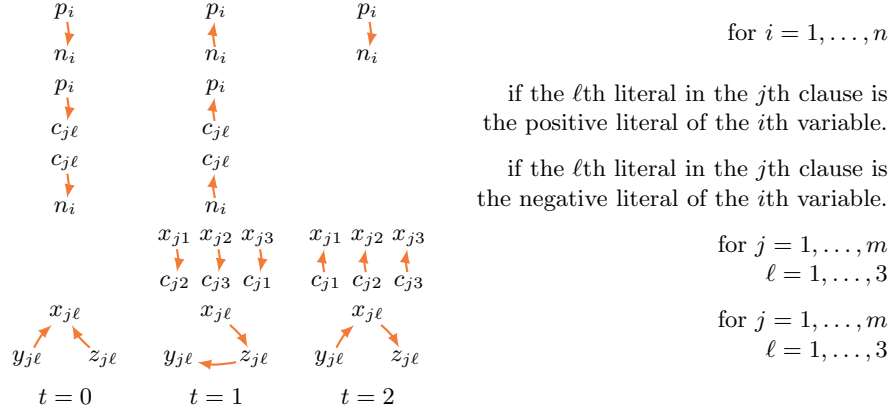 p_i p_i p_i
for i = 1, . . . , n
n_i n_i n_i
p_i p_i
if the ℓth literal in the jth clause is
the positive literal of the ith variable.
c_{jℓ} c_{jℓ}
c_{jℓ} c_{jℓ}
if the ℓth literal in the jth clause is
the negative literal of the ith variable.
n_i n_i
x_{j1} x_{j2} x_{j3} x_{j1} x_{j2} x_{j3}
for j = 1, . . . , m
ℓ = 1, . . . , 3
c_{j2} c_{j3} c_{j1} c_{j1} c_{j2} c_{j3}
x_{jℓ} x_{jℓ} x_{jℓ}
for j = 1, . . . , m
ℓ = 1, . . . , 3
y_{jℓ} z_{jℓ} y_{jℓ} z_{jℓ} y_{jℓ} z_{jℓ}
t = 0 t = 1 t = 2